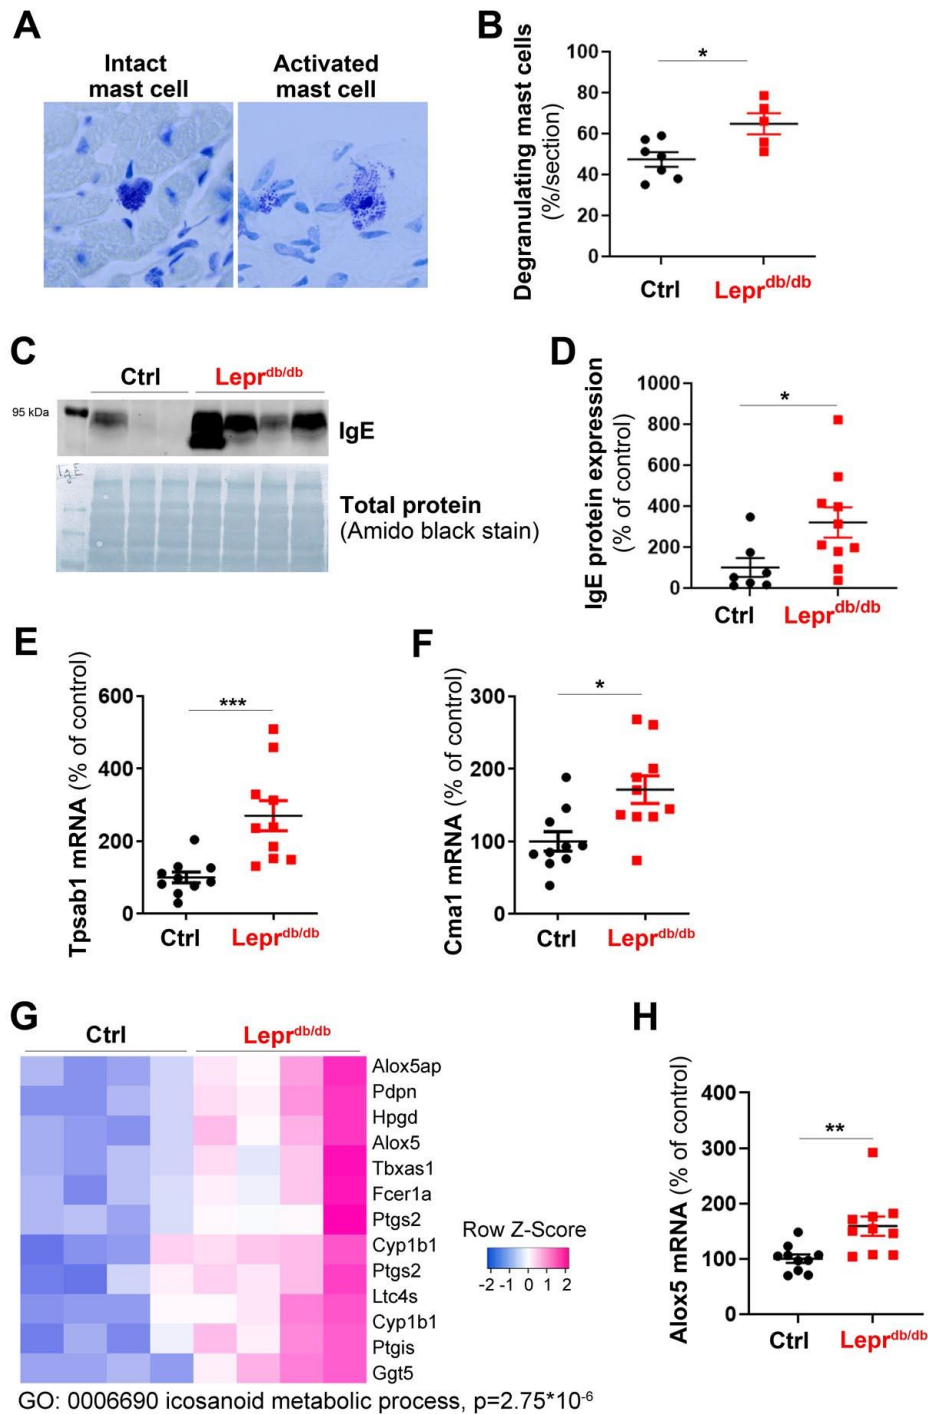 A
Intact
mast cell
Activated
mast cell
B
Degranulating mast cells
(%/section)
100
80
60
40
20
0
*
Ctrl
Lepr db/db
C
Ctrl
Lepr db/db
95 kDa
IgE
IgE
Total protein
(Amido black stain)
D
IgE protein expression
(% of control)
1000
800
600
400
200
0
*
Ctrl
Lepr db/db
E
Tpsab1 mRNA (% of control)
600
400
200
0
***
Ctrl
Lepr db/db
F
Cma1 mRNA (% of control)
300
200
100
0
*
Ctrl
Lepr db/db
G
Ctrl
Lepr db/db
Alox5ap
Pdpn
Hpgd
Alox5
Tbxas1
Fcer1a
Ptgs2
Cyp1b1
Ptgs2
Ltc4s
Cyp1b1
Ptgis
Ggt5
Row Z-Score
-2 -1 0 1 2
GO: 0006690 icosanoid metabolic process, p=2.75*10-6
H
Alox5 mRNA (% of control)
400
300
200
100
0
**
Ctrl
Lepr db/db